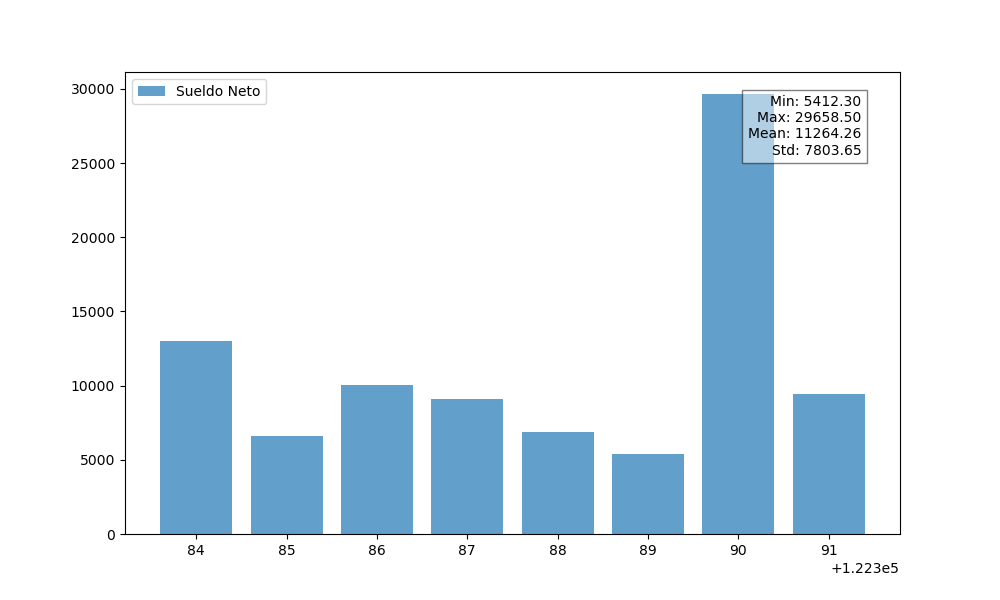 30000
25000
20000
15000
10000
5000
0
Sueldo Neto
Min: 5412.30
Max: 29658.50
Mean: 11264.26
Std: 7803.65
84 85 86 87 88 89 90 91
+1.223e5